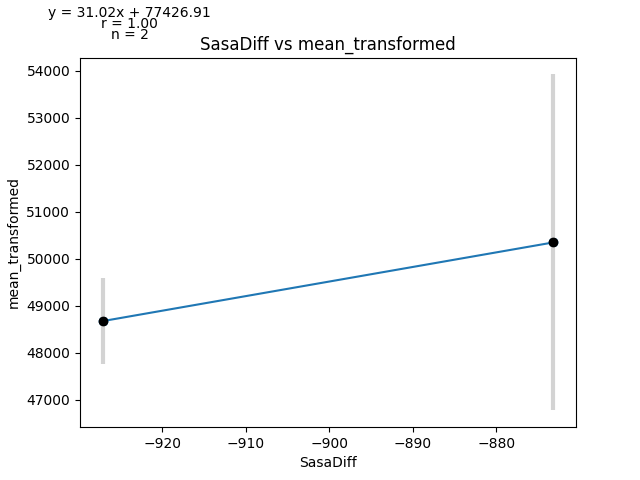 y = 31.02x + 77426.91
r = 1.00
n = 2
SasaDiff vs mean_transformed
54000
53000
52000
51000
50000
49000
48000
47000
mean_transformed
−920
−910
−900
−890
−880
SasaDiff